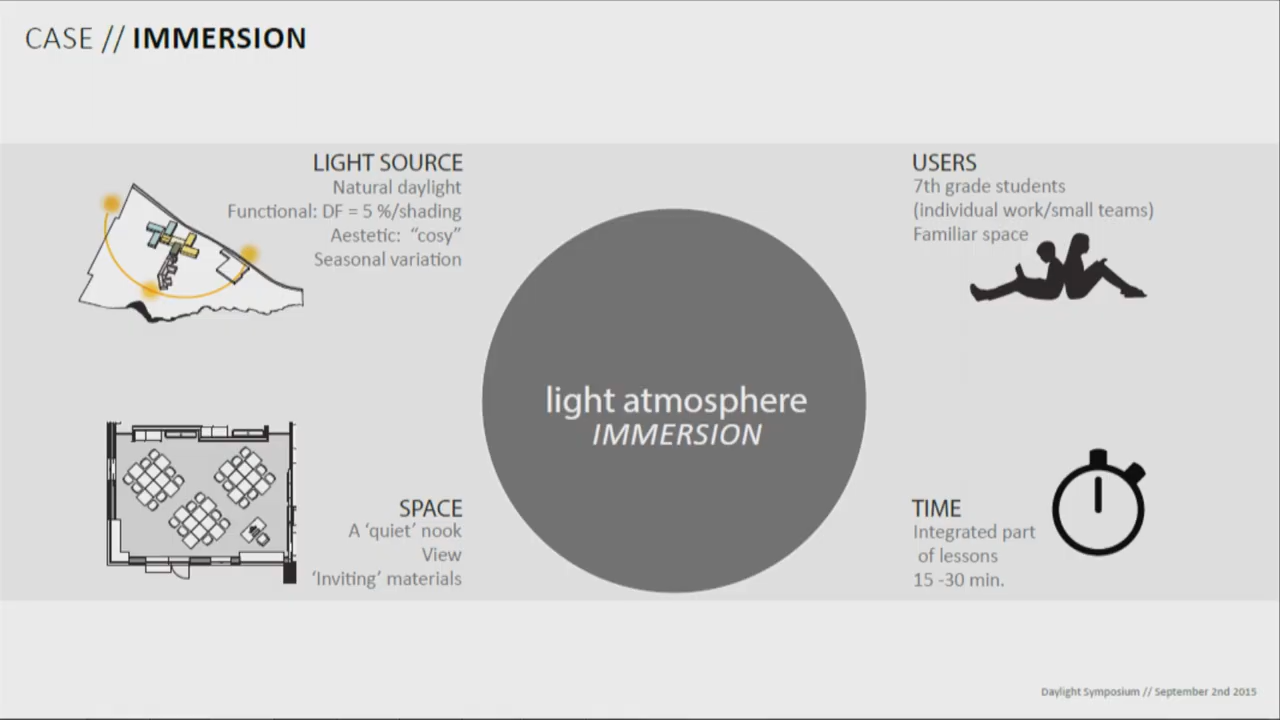 CASE // IMMERSION
LIGHT SOURCE
Natural daylight
Functional: DF = 5 %/shading
Aestetic: “cosy”
Seasonal variation
USERS
7th grade students
(individual work/small teams)
Familiar space
light atmosphere
IMMERSION
SPACE
A ‘quiet’ nook
View
‘Inviting’ materials
TIME
Integrated part
of lessons
15 -30 min.
Daylight Symposium // September 2nd 2015